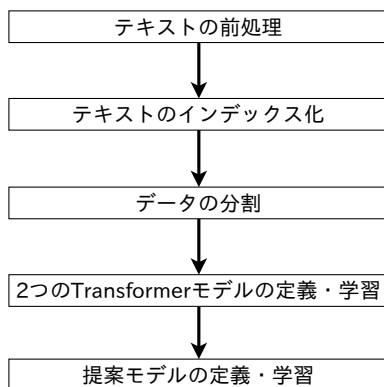 テキストの前処理
テキストのインデックス化
データの分割
2つのTransformerモデルの定義・学習
提案モデルの定義・学習